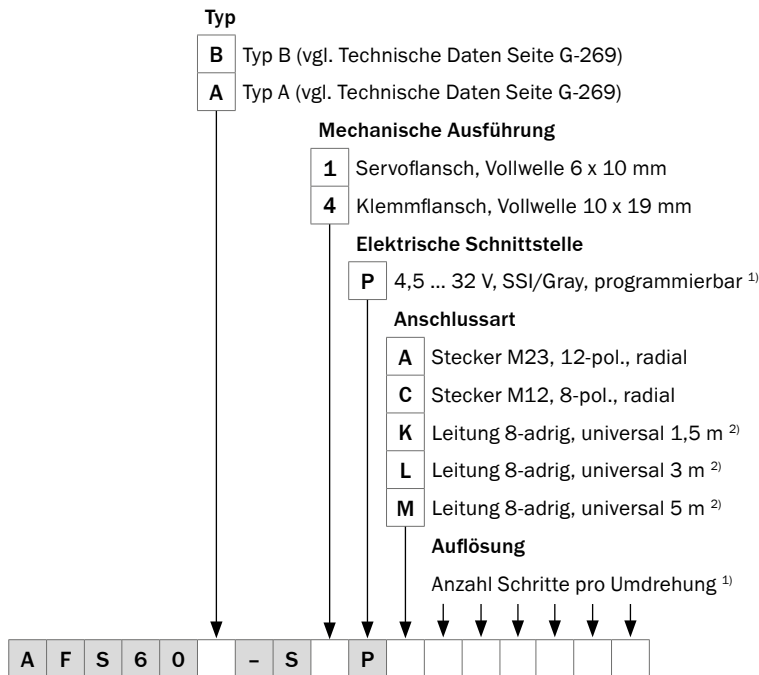 Typ
B Typ B (vgl. Technische Daten Seite G-269)
A Typ A (vgl. Technische Daten Seite G-269)
Mechanische Ausführung
1 Servoflansch, Vollwelle 6 x 10 mm
4 Klemmflansch, Vollwelle 10 x 19 mm
Elektrische Schnittstelle
P 4,5 ... 32 V, SSI/Gray, programmierbar 1)
Anschlussart
A Stecker M23, 12-pol., radial
C Stecker M12, 8-pol., radial
K Leitung 8-adrig, universal 1,5 m 2)
L Leitung 8-adrig, universal 3 m 2)
M Leitung 8-adrig, universal 5 m 2)
Auflösung
Anzahl Schritte pro Umdrehung 1)
A F S 6 0 – S P